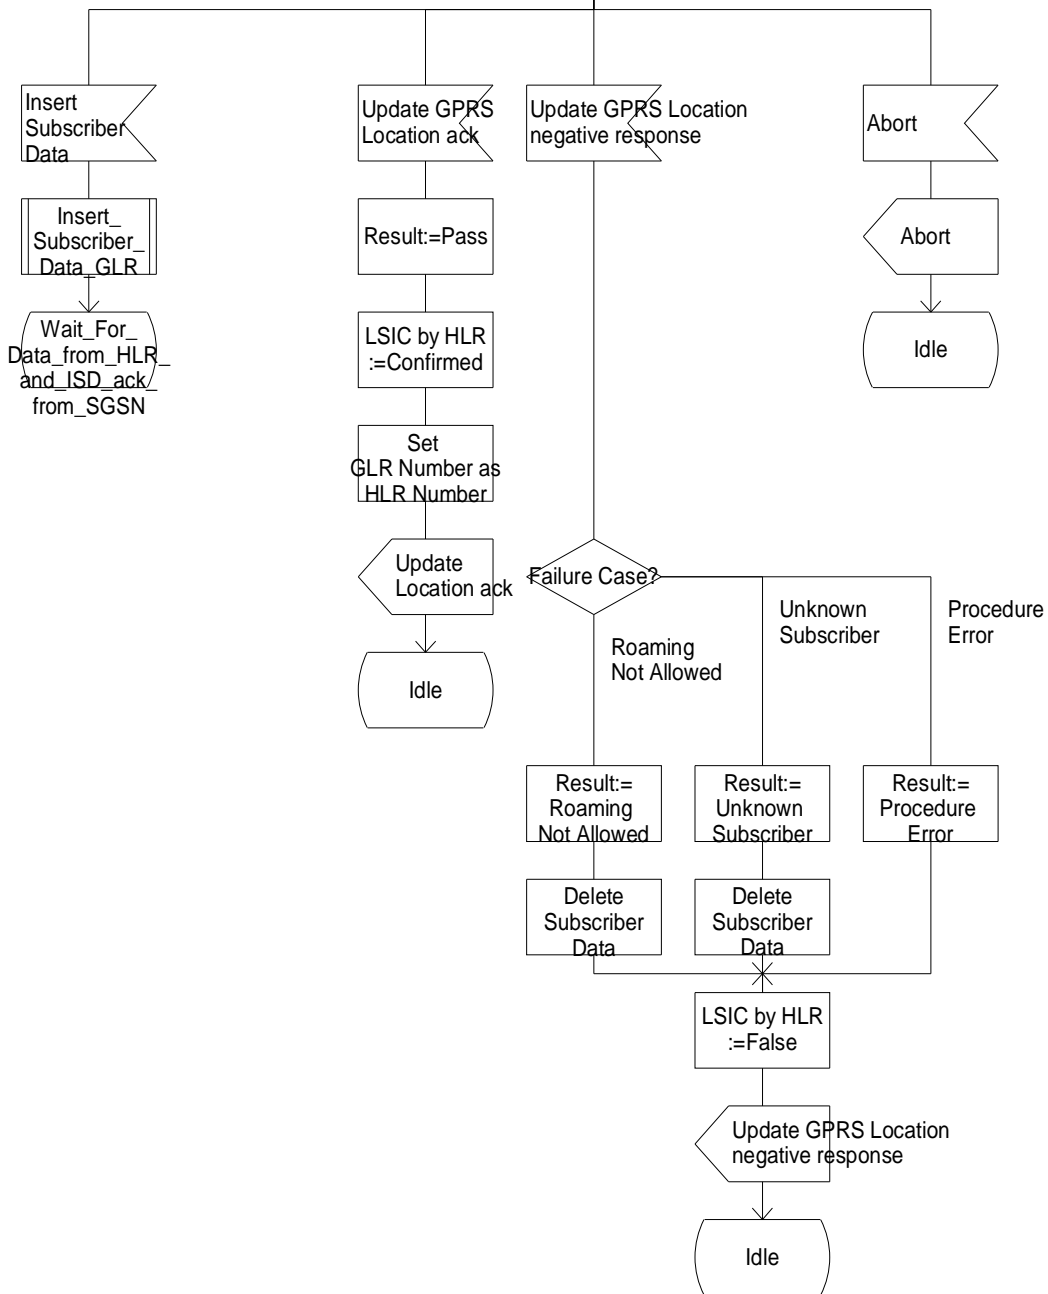 Insert
Subscriber
Data
Update GPRS
Location ack
Update GPRS Location
negative response
Abort
Insert_
Subscriber_
Data_GLR
Result:=Pass
Abort
Wait_For_
Data_from_HLR_
and_ISD_ack_
from_SGSN
LSIC by HLR
:=Confirmed
Idle
Set
GLR Number as
HLR Number
Update
Location ack
Failure Case?
Unknown
Subscriber
Procedure
Error
Roaming
Not Allowed
Idle
Result:=
Roaming
Not Allowed
Result:=
Unknown
Subscriber
Result:=
Procedure
Error
Delete
Subscriber
Data
Delete
Subscriber
Data
LSIC by HLR
:=False
Update GPRS Location
negative response
Idle